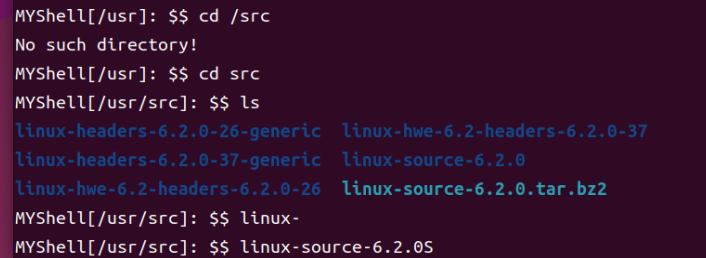 MYShell[/usr]: $$ cd /src
No such directory!
MYShell[/usr]: $$ cd src
MYShell[/usr/src]: $$ ls
linux-headers-6.2.0-26-generic  linux-hwe-6.2-headers-6.2.0-37
linux-headers-6.2.0-37-generic  linux-source-6.2.0
linux-hwe-6.2-headers-6.2.0-26  linux-source-6.2.0.tar.bz2
MYShell[/usr/src]: $$ linux-
MYShell[/usr/src]: $$ linux-source-6.2.0S